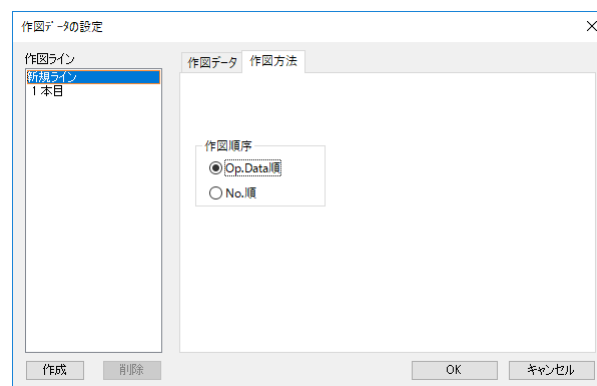 作図ﾃﾞｰﾀの設定
作図ライン
新規ライン
1 本目
作図データ
作図方法
作図順序
Op.Data順
No.順
作成
削除
OK
キャンセル